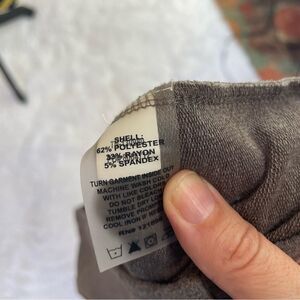 SHELL:
62% POLYESTER
33% RAYON
5% SPANDEX
TURN GARMENT INSIDE OUT
MACHINE WASH COLD
WITH LIKE COLORS
DO NOT BLEACH
TUMBLE DRY LOW
REMOVE PROMPTLY
COOL IRON IF
RN#